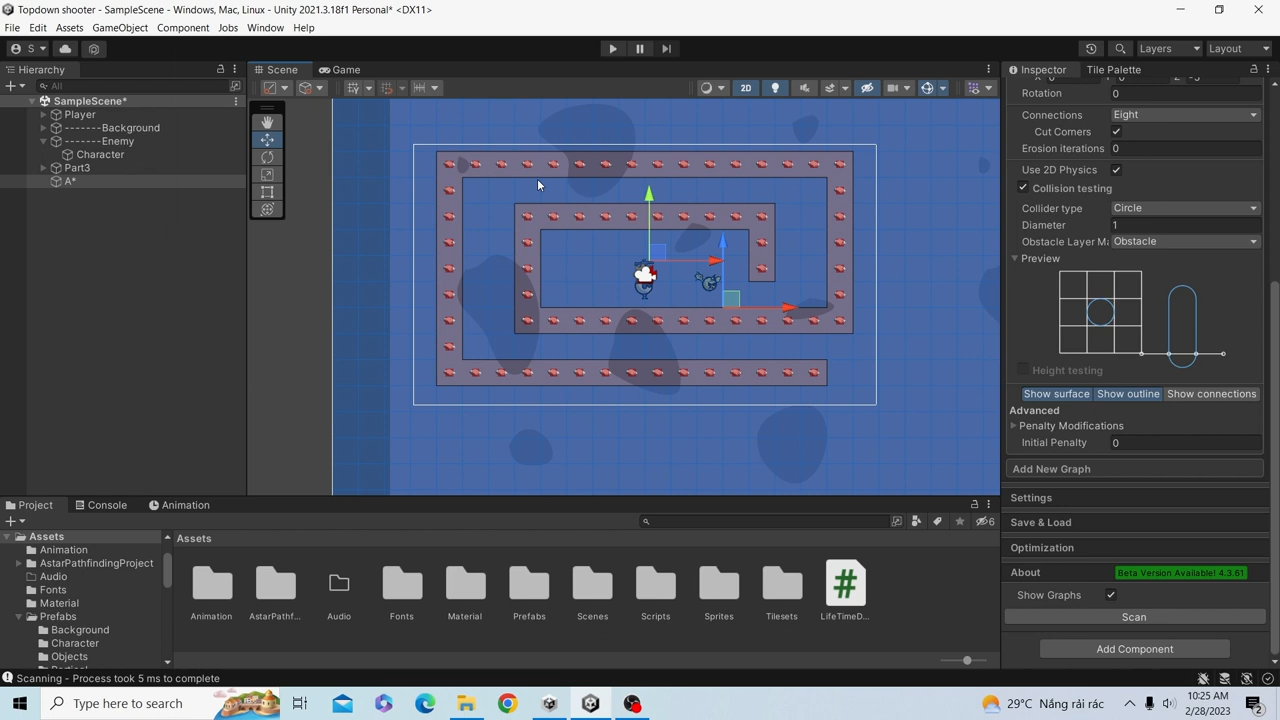 Topdown shooter - SampleScene - Windows, Mac, Linux - Unity 2021.3.18f1 Personal* <DX11>
File Edit Assets GameObject Component Jobs Window Help
S Layers Layout
Hierarchy Scene Game Inspector Tile Palette
All 2D
SampleScene*
Player
-------Background
-------Enemy
Character
Part3
A*
Rotation 0
Connections Eight
Cut Corners
Erosion iterations 0
Use 2D Physics
Collision testing
Collider type Circle
Diameter 1
Obstacle Layer Ma Obstacle
Preview
Height testing
Show surface Show outline Show connections
Advanced
Penalty Modifications
Initial Penalty 0
Add New Graph
Settings
Save & Load
Optimization
About Beta Version Available! 4.3.61
Show Graphs
Scan
Add Component
Project Console Animation
6
Assets
Animation
AstarPathfindingProject
Audio
Fonts
Material
Prefabs
Background
Character
Objects
Assets
Animation AstarPathf... Audio Fonts Material Prefabs Scenes Scripts Sprites Tilesets LifeTimeD...
Scanning - Process took 5 ms to complete
Type here to search
29°C Nắng rải rác
10:25 AM
2/28/2023
2